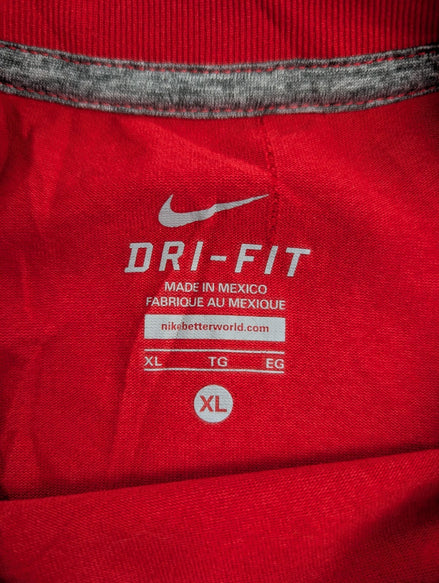 DRI-FIT
MADE IN MEXICO
FABRIQUE AU MEXIQUE
nikebetterworld.com
XL TG EG
XL